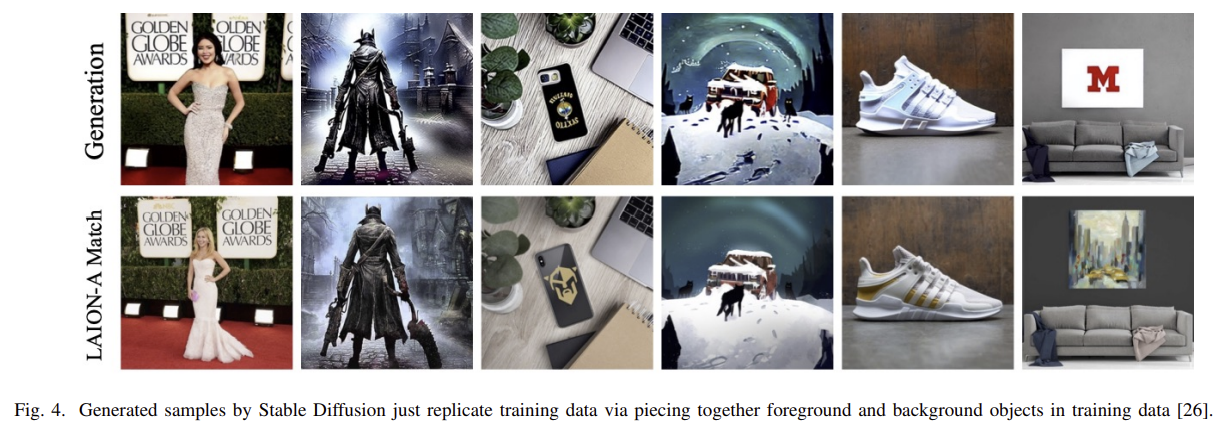 Generation
GOLDEN GLOBE AWARDS
OLDEN GLOBE AWARDS
M
LAION-A Match
GOLDEN GLOBE AWARDS
GOLDEN GLOBE AWARDS
Fig. 4. Generated samples by Stable Diffusion just replicate training data via piecing together foreground and background objects in training data [26].